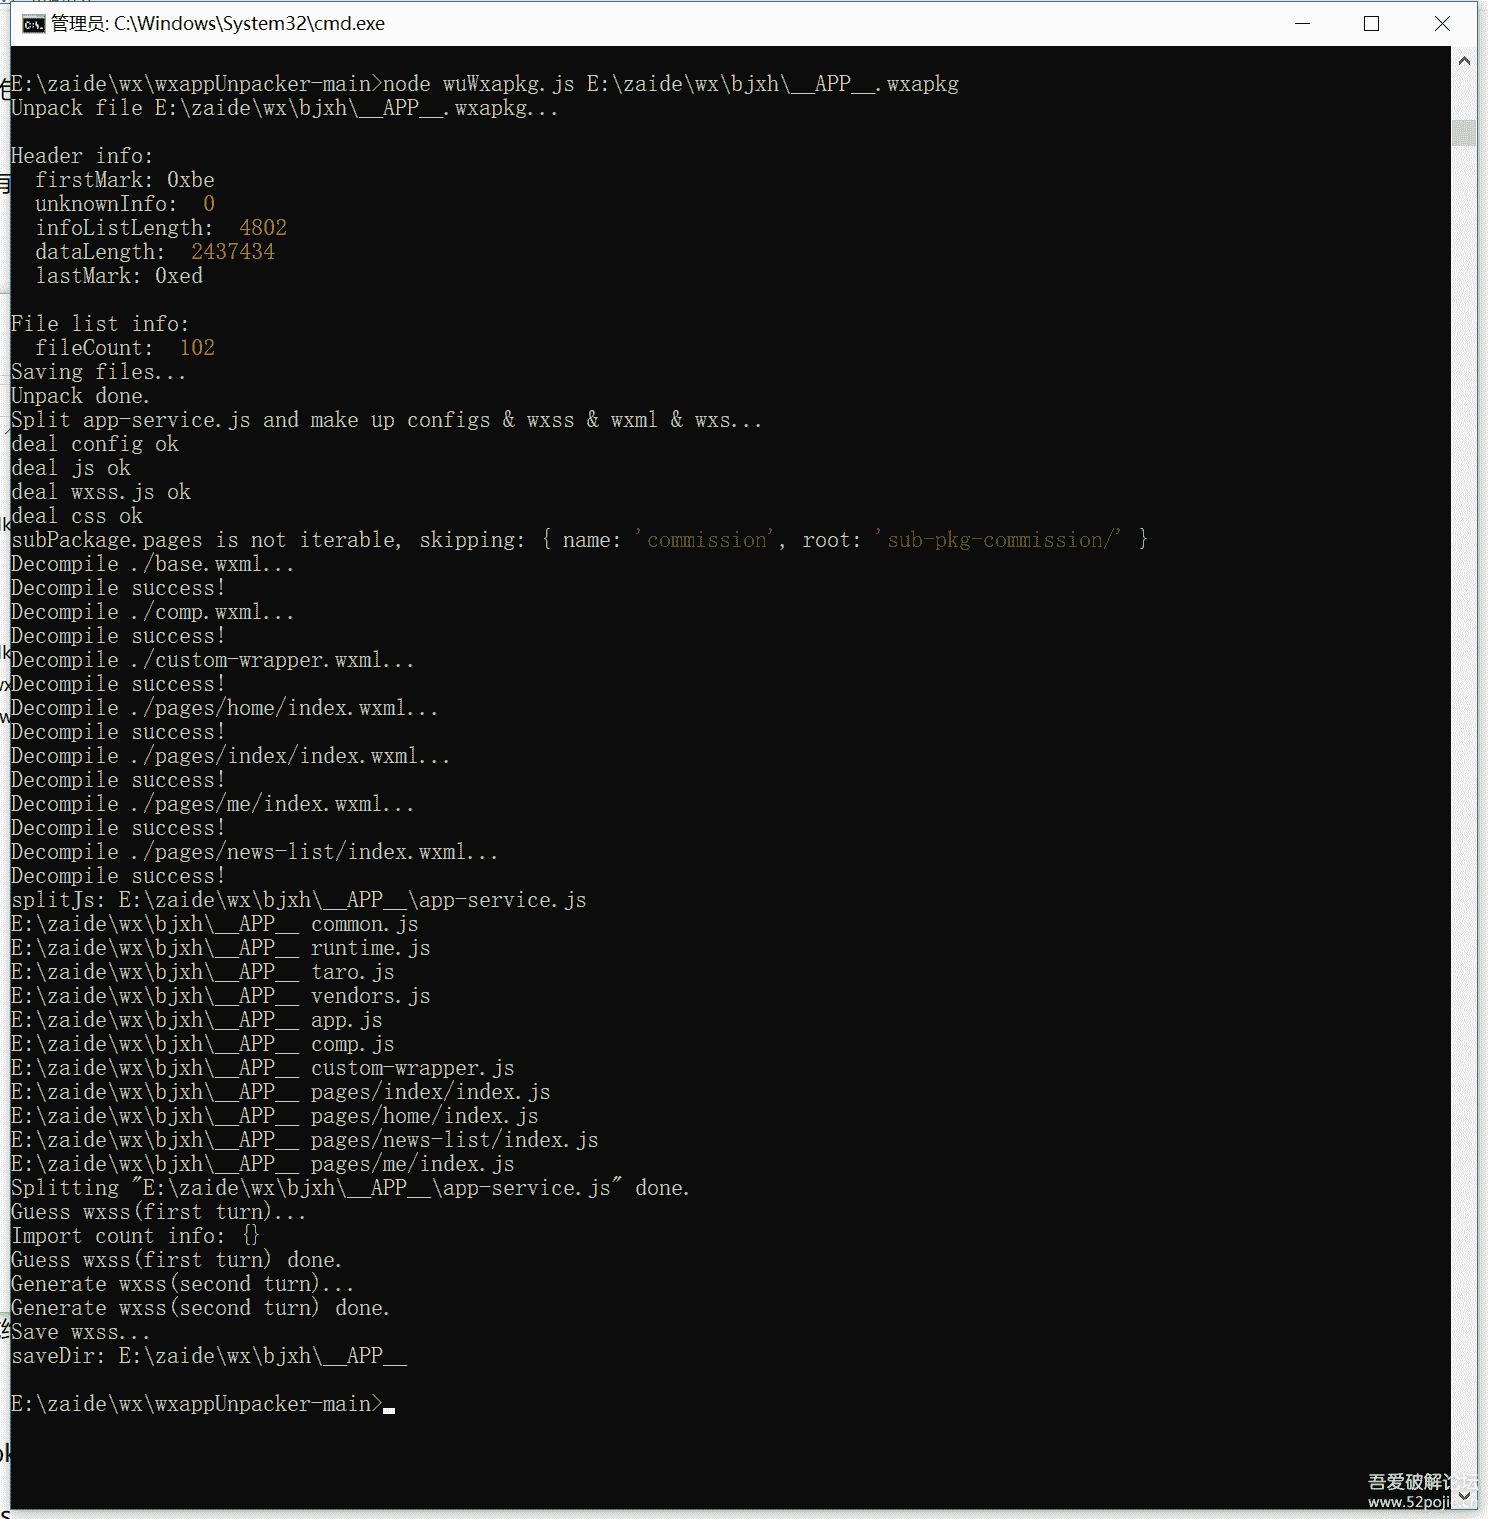 管理员: C:\Windows\System32\cmd.exe
E:\zaide\wx\wxappUnpacker-main>node wuWxapkg.js E:\zaide\wx\bjxh\__APP__.wxapkg
Unpack file E:\zaide\wx\bjxh\__APP__.wxapkg...
Header info:
firstMark: 0xbe
unknownInfo: 0
infoListLength: 4802
dataLength: 2437434
lastMark: 0xed
File list info:
fileCount: 102
Saving files...
Unpack done.
Split app-service.js and make up configs & wxss & wxml & wxs...
deal config ok
deal js ok
deal wxss.js ok
deal css ok
subPackage.pages is not iterable, skipping: { name: 'commission', root: 'sub-pkg-commission/' }
Decompile ./base.wxml...
Decompile success!
Decompile ./comp.wxml...
Decompile success!
Decompile ./custom-wrapper.wxml...
Decompile success!
Decompile ./pages/home/index.wxml...
Decompile success!
Decompile ./pages/index/index.wxml...
Decompile success!
Decompile ./pages/me/index.wxml...
Decompile success!
Decompile ./pages/news-list/index.wxml...
Decompile success!
splitJs: E:\zaide\wx\bjxh\__APP__\app-service.js
E:\zaide\wx\bjxh\__APP__ common.js
E:\zaide\wx\bjxh\__APP__ runtime.js
E:\zaide\wx\bjxh\__APP__ taro.js
E:\zaide\wx\bjxh\__APP__ vendors.js
E:\zaide\wx\bjxh\__APP__ app.js
E:\zaide\wx\bjxh\__APP__ comp.js
E:\zaide\wx\bjxh\__APP__ custom-wrapper.js
E:\zaide\wx\bjxh\__APP__ pages/index/index.js
E:\zaide\wx\bjxh\__APP__ pages/home/index.js
E:\zaide\wx\bjxh\__APP__ pages/news-list/index.js
E:\zaide\wx\bjxh\__APP__ pages/me/index.js
Splitting "E:\zaide\wx\bjxh\__APP__\app-service.js" done.
Guess wxss(first turn)...
Import count info: {}
Guess wxss(first turn) done.
Generate wxss(second turn)...
Generate wxss(second turn) done.
Save wxss...
saveDir: E:\zaide\wx\bjxh\__APP__
E:\zaide\wx\wxappUnpacker-main>
吾爱破解论坛
www.52pojie.cn